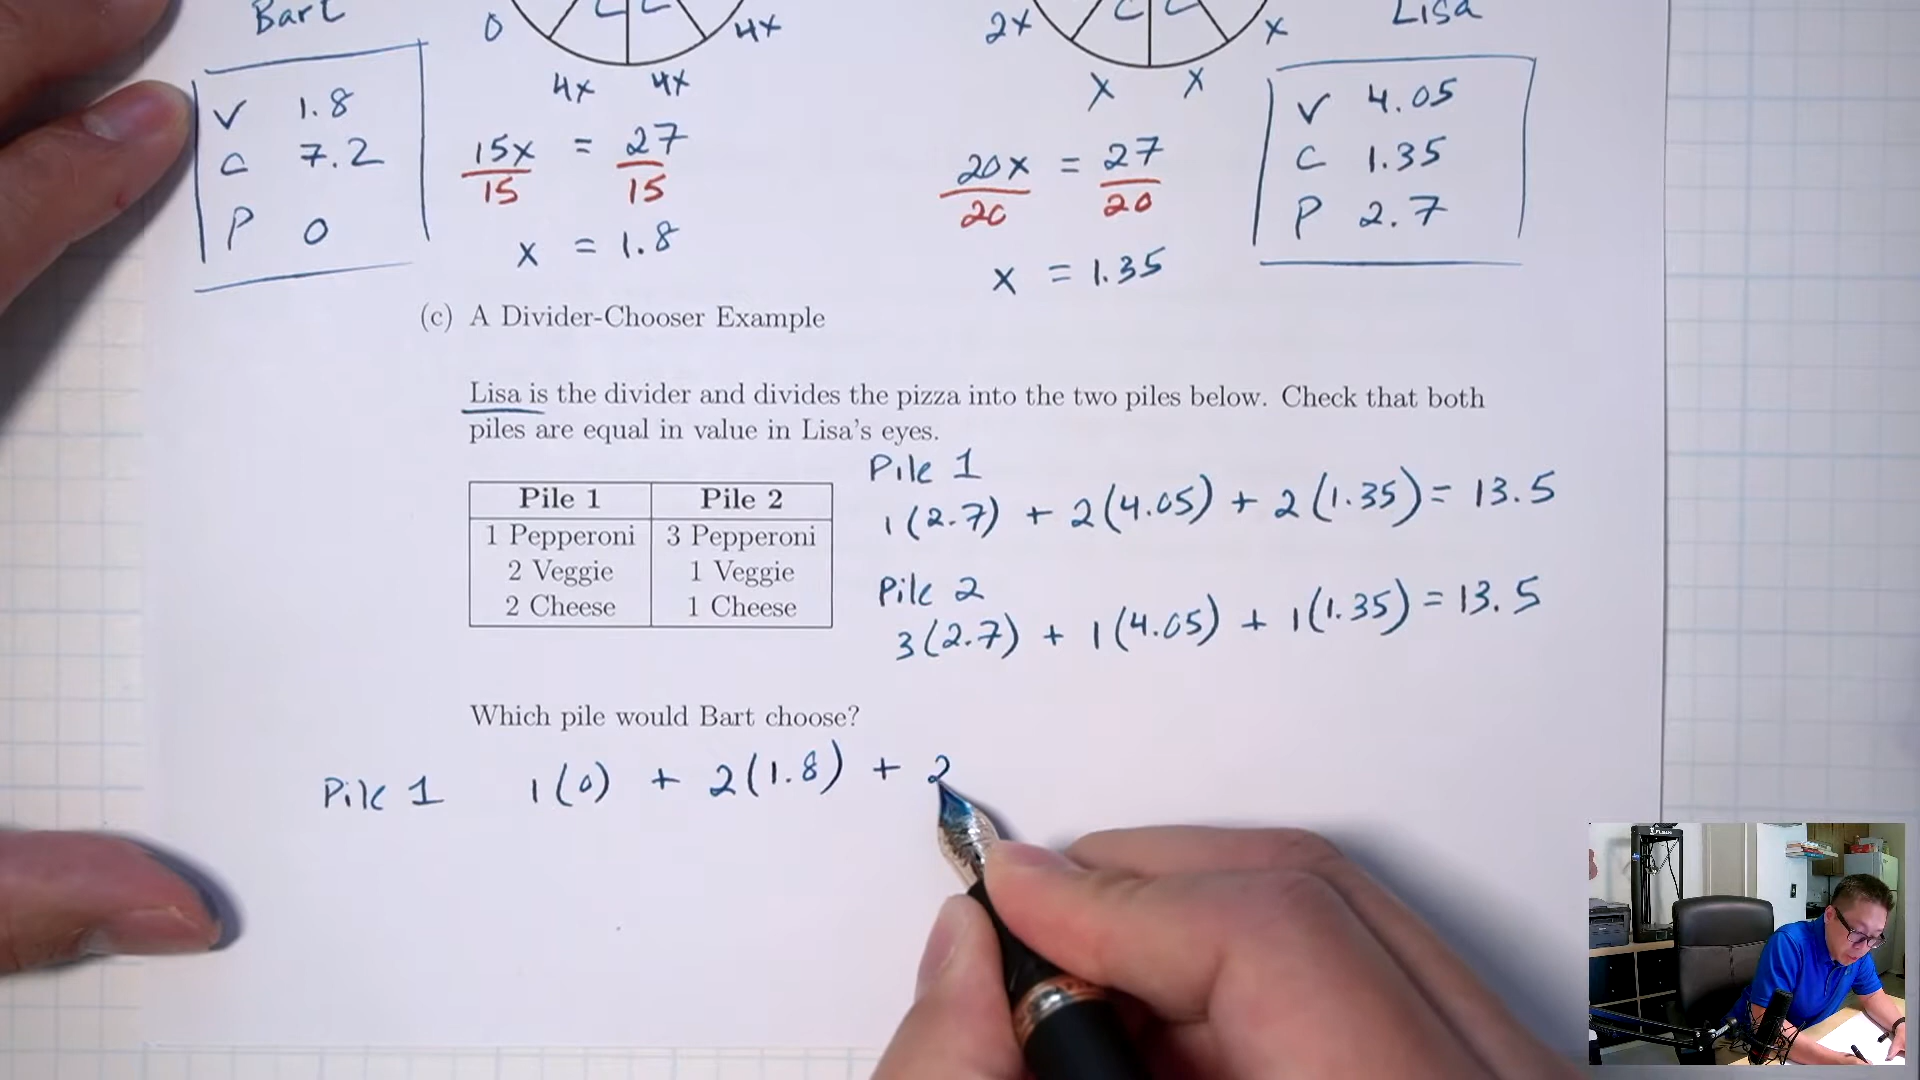 Bart
0
4x
4x 4x
V 1.8
C 7.2
P 0
15x = 27
15 15
x = 1.8
2x
x
x x
Lisa
20x = 27
20 20
x = 1.35
V 4.05
C 1.35
P 2.7
(c) A Divider-Chooser Example
Lisa is the divider and divides the pizza into the two piles below. Check that both
piles are equal in value in Lisa's eyes.
Pile 1 Pile 2
1 Pepperoni 3 Pepperoni
2 Veggie 1 Veggie
2 Cheese 1 Cheese
Pile 1
1(2.7) + 2(4.05) + 2(1.35) = 13.5
Pile 2
3(2.7) + 1(4.05) + 1(1.35) = 13.5
Which pile would Bart choose?
Pile 1 1(0) + 2(1.8) + 2